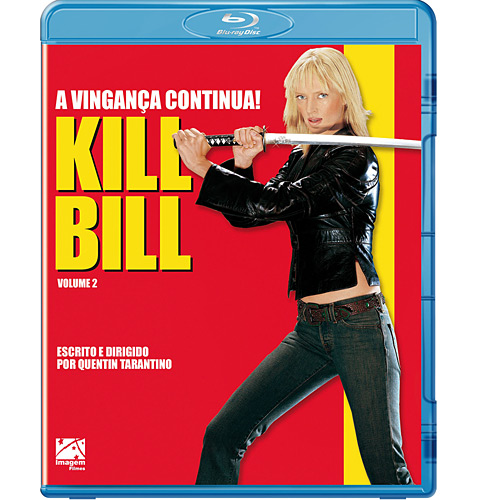 Blu-ray Disc
A VINGANÇA CONTINUA!
KILL
BILL
VOLUME 2
ESCRITO E DIRIGIDO
POR QUENTIN TARANTINO
Imagem
Filmes